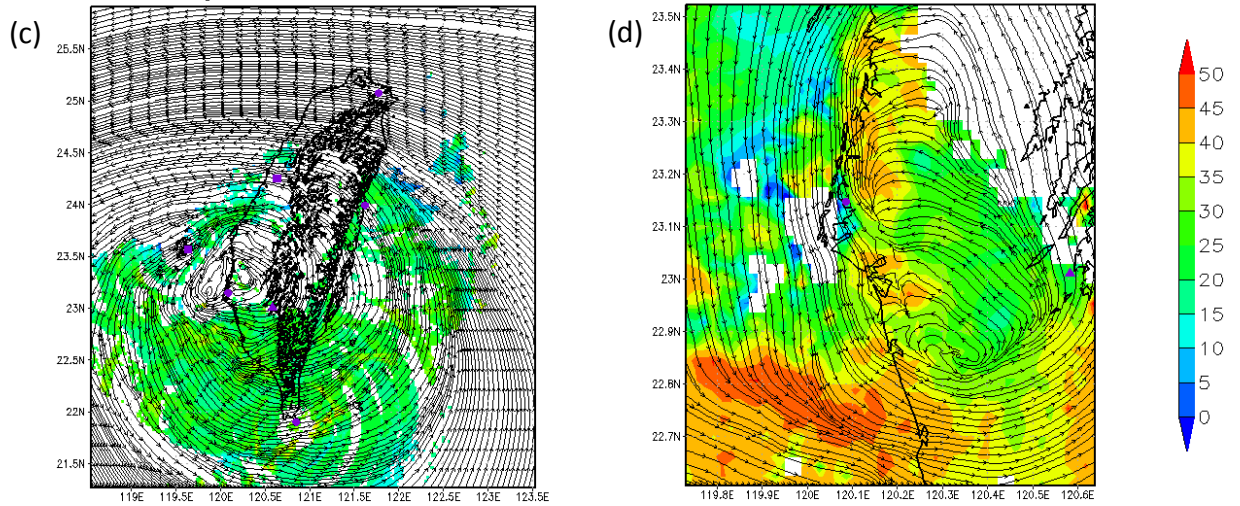 (c)
25.5N
25N
24.5N
24N
23.5N
23N
22.5N
22N
21.5N
119E 119.5E 120E 120.5E 121E 121.5E 122E 122.5E 123E 123.5E
(d)
23.5N
23.4N
23.3N
23.2N
23.1N
23N
22.9N
22.8N
22.7N
119.8E 119.9E 120E 120.1E 120.2E 120.3E 120.4E 120.5E 120.6E
50
45
40
35
30
25
20
15
10
5
0